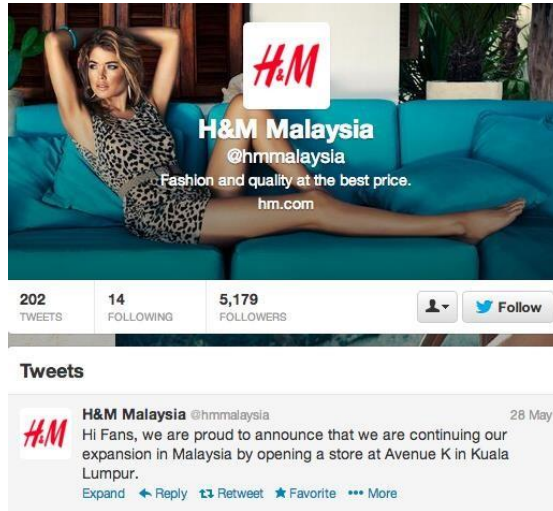 H&M
H&M Malaysia
@hmmalaysia
Fashion and quality at the best price.
hm.com
202
TWEETS
14
FOLLOWING
5,179
FOLLOWERS
Follow
Tweets
H&M
H&M Malaysia @hmmalaysia 28 May
Hi Fans, we are proud to announce that we are continuing our
expansion in Malaysia by opening a store at Avenue K in Kuala
Lumpur.
Expand Reply Retweet Favorite More